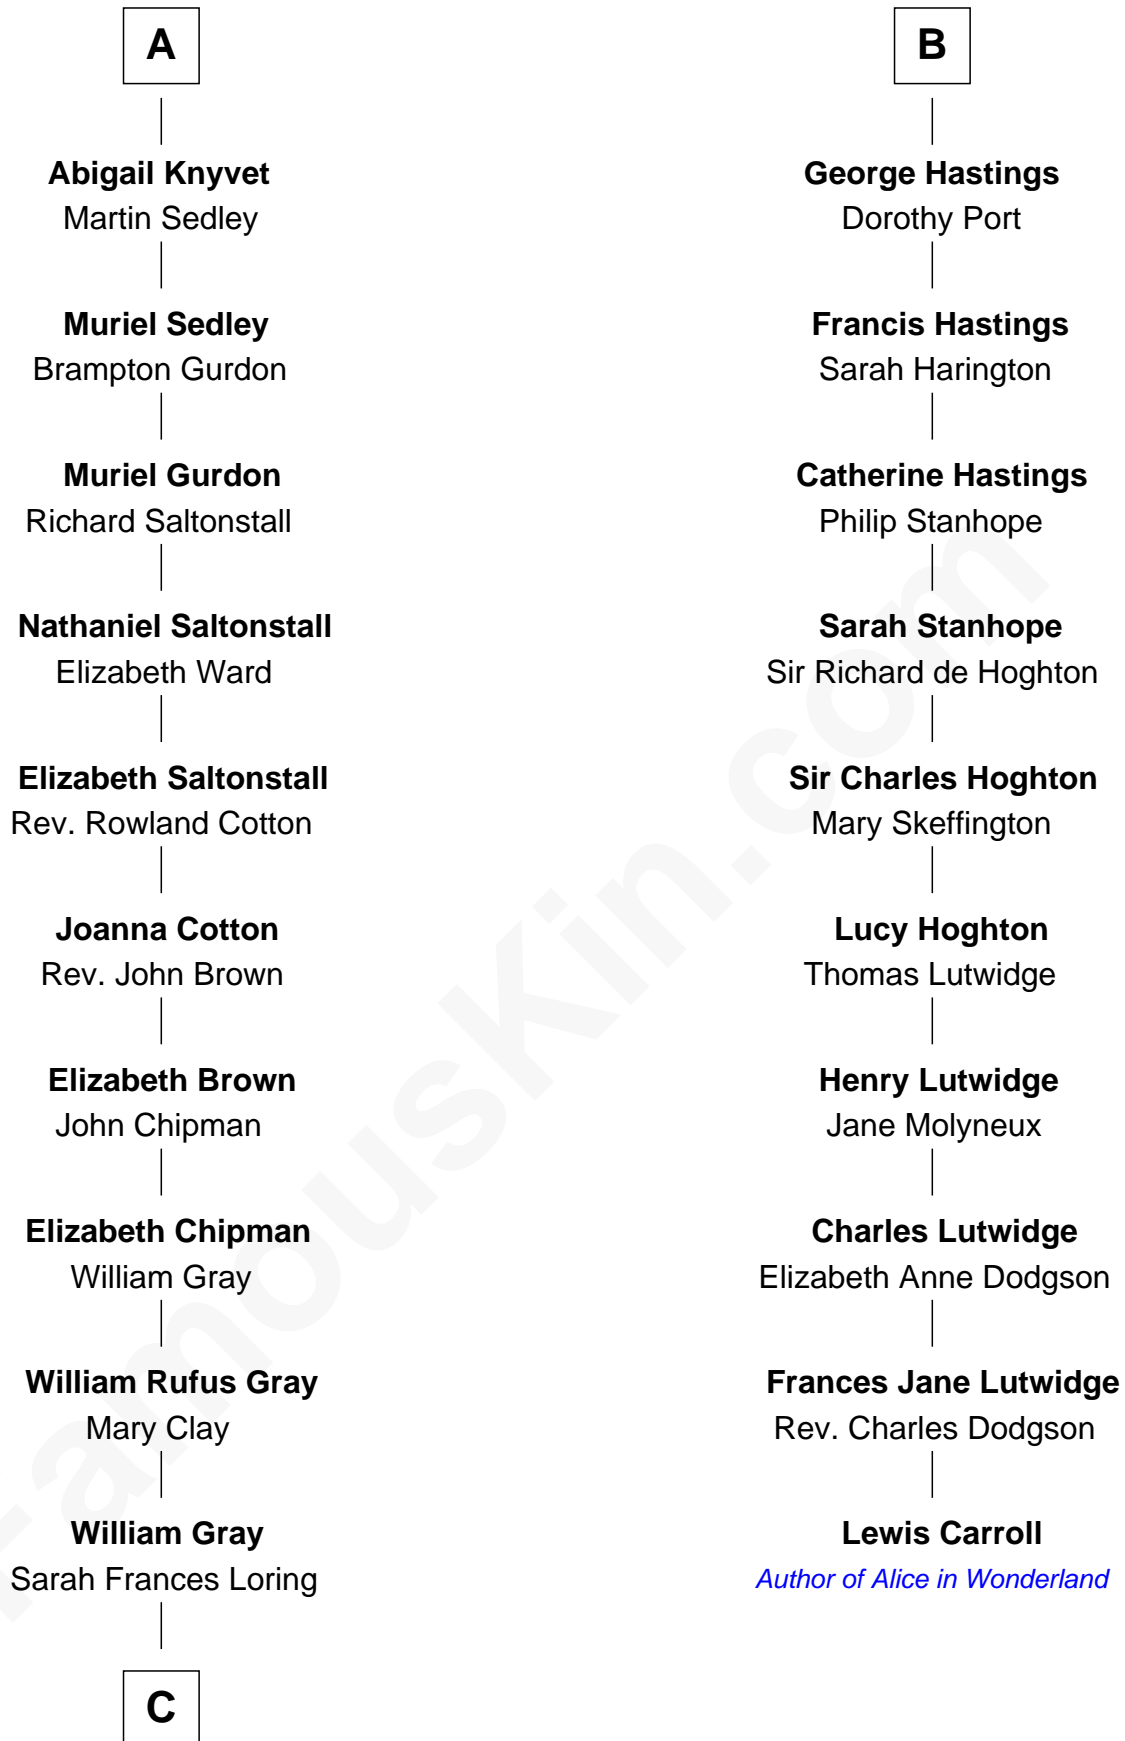 A
Abigail Knyvet
Martin Sedley
Muriel Sedley
Brampton Gurdon
Muriel Gurdon
Richard Saltonstall
Nathaniel Saltonstall
Elizabeth Ward
Elizabeth Saltonstall
Rev. Rowland Cotton
Joanna Cotton
Rev. John Brown
Elizabeth Brown
John Chipman
Elizabeth Chipman
William Gray
William Rufus Gray
Mary Clay
William Gray
Sarah Frances Loring
C
B
George Hastings
Dorothy Port
Francis Hastings
Sarah Harington
Catherine Hastings
Philip Stanhope
Sarah Stanhope
Sir Richard de Hoghton
Sir Charles Hoghton
Mary Skeffington
Lucy Hoghton
Thomas Lutwidge
Henry Lutwidge
Jane Molyneux
Charles Lutwidge
Elizabeth Anne Dodgson
Frances Jane Lutwidge
Rev. Charles Dodgson
Lewis Carroll
Author of Alice in Wonderland
FamousKin.com